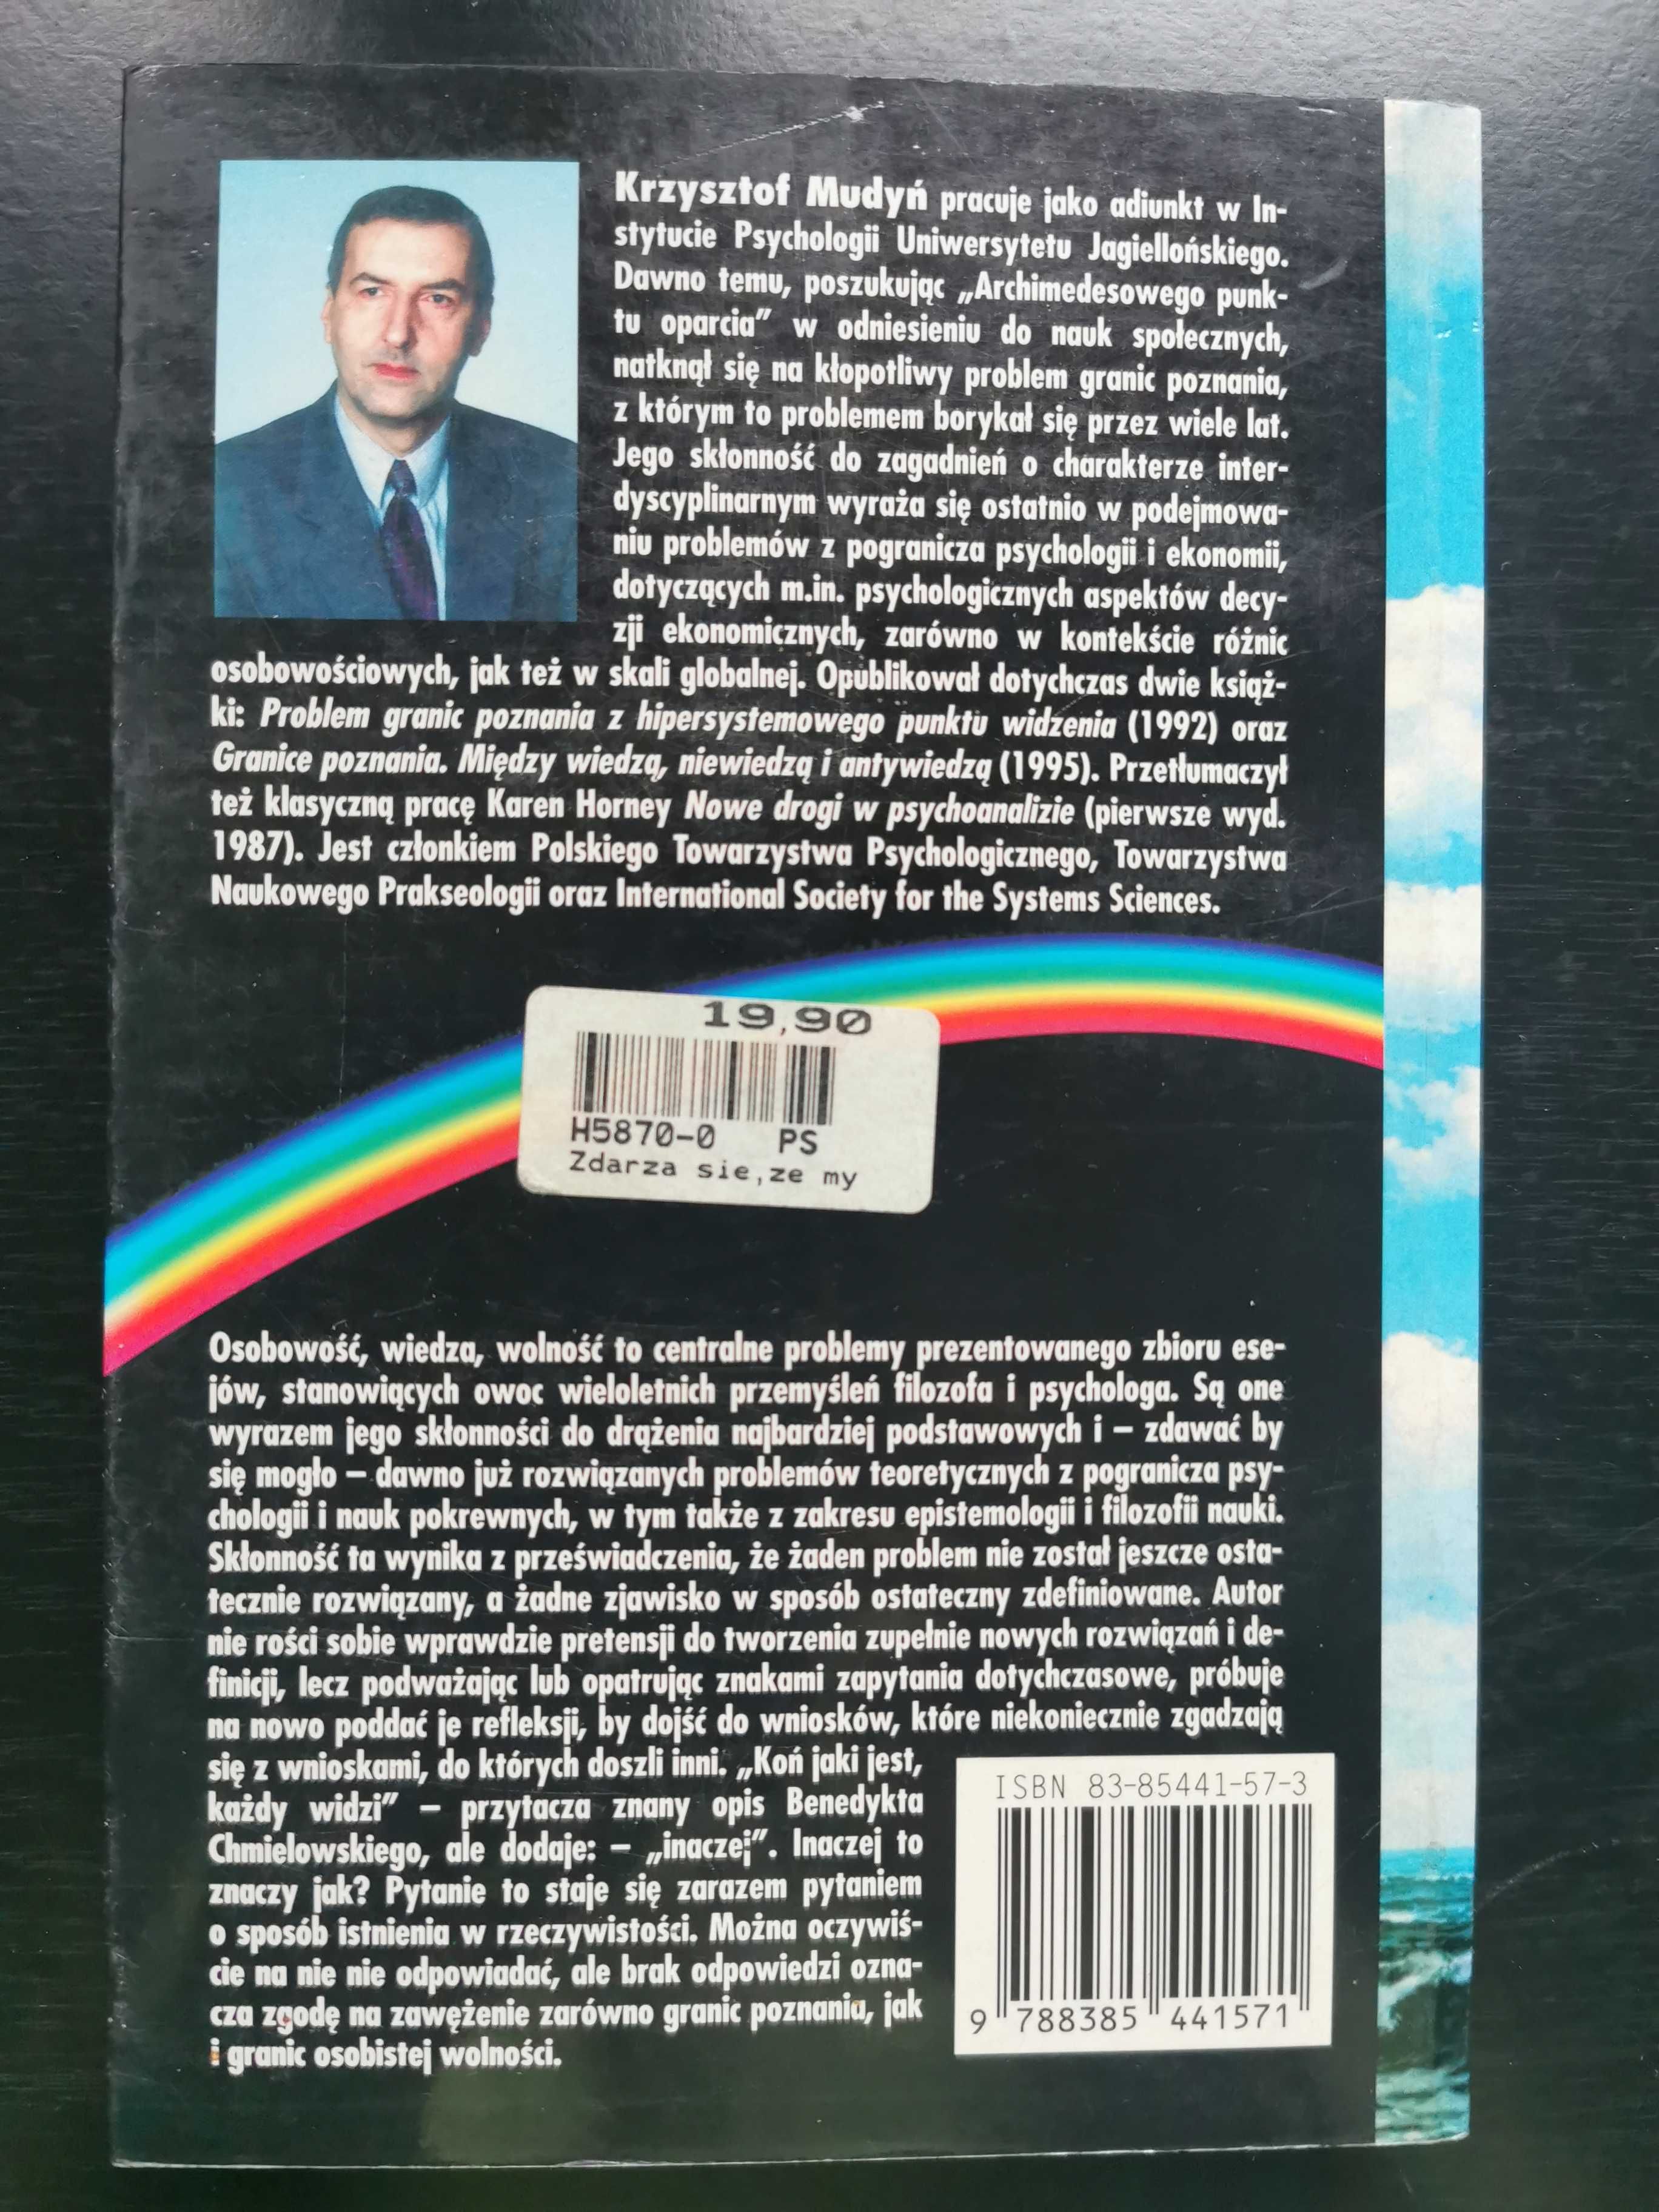 Krzysztof Mudyń pracuje jako adiunkt w In-
stytucie Psychologii Uniwersytetu Jagiellońskiego.
Dawno temu, poszukując „Archimedesowego punk-
tu oparcia" w odniesieniu do nauk społecznych,
natknął się na kłopotliwy problem granic poznania,
z którym to problemem borykał się przez wiele lat.
Jego skłonność do zagadnień o charakterze inter-
dyscyplinarnym wyraża się ostatnio w podejmowa-
niu problemów z pogranicza psychologii i ekonomii,
dotyczących m.in. psychologicznych aspektów decy-
zji ekonomicznych, zarówno w kontekście różnic
osobowościowych, jak też w skali globalnej. Opublikował dotychczas dwie książ-
ki: Problem granic poznania z hipersystemowego punktu widzenia (1992) oraz
Granice poznania. Między wiedzą, niewiedzą i antywiedzą (1995). Przetłumaczył
też klasyczną pracę Karen Horney Nowe drogi w psychoanalizie (pierwsze wyd.
1987). Jest członkiem Polskiego Towarzystwa Psychologicznego, Towarzystwa
Naukowego Prakseologii oraz International Society for the Systems Sciences.
19,90
H5870-0 PS
Zdarza sie,ze my
Osobowość, wiedza, wolność to centralne problemy prezentowanego zbioru ese-
jów, stanowiących owoc wieloletnich przemyśleń filozofa i psychologa. Są one
wyrazem jego skłonności do drążenia najbardziej podstawowych i – zdawać by
się mogło – dawno już rozwiązanych problemów teoretycznych z pogranicza psy-
chologii i nauk pokrewnych, w tym także z zakresu epistemologii i filozofii nauki.
Skłonność ta wynika z przeświadczenia, że żaden problem nie został jeszcze osta-
tecznie rozwiązany, a żadne zjawisko w sposób ostateczny zdefiniowane. Autor
nie rości sobie wprawdzie pretensji do tworzenia zupełnie nowych rozwiązań i de-
finicji, lecz podważając lub opatrując znakami zapytania dotychczasowe, próbuje
na nowo poddać je refleksji, by dojść do wniosków, które niekoniecznie zgadzają
się z wnioskami, do których doszli inni. „Koń jaki jest,
każdy widzi" – przytacza znany opis Benedykta
Chmielowskiego, ale dodaje: – „inaczej". Inaczej to
znaczy jak? Pytanie to staje się zarazem pytaniem
o sposób istnienia w rzeczywistości. Można oczywiś-
cie na nie nie odpowiadać, ale brak odpowiedzi ozna-
cza zgodę na zawężenie zarówno granic poznania, jak
i granic osobistej wolności.
ISBN 83-85441-57-3
9 788385 441571